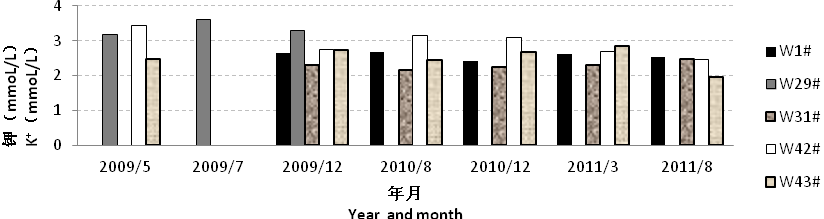 钾（mmoL/L）
K⁺（mmoL/L）
4
3
2
1
0
2009/5 2009/7 2009/12 2010/8 2010/12 2011/3 2011/8
年月
Year and month
W1#
W29#
W31#
W42#
W43#